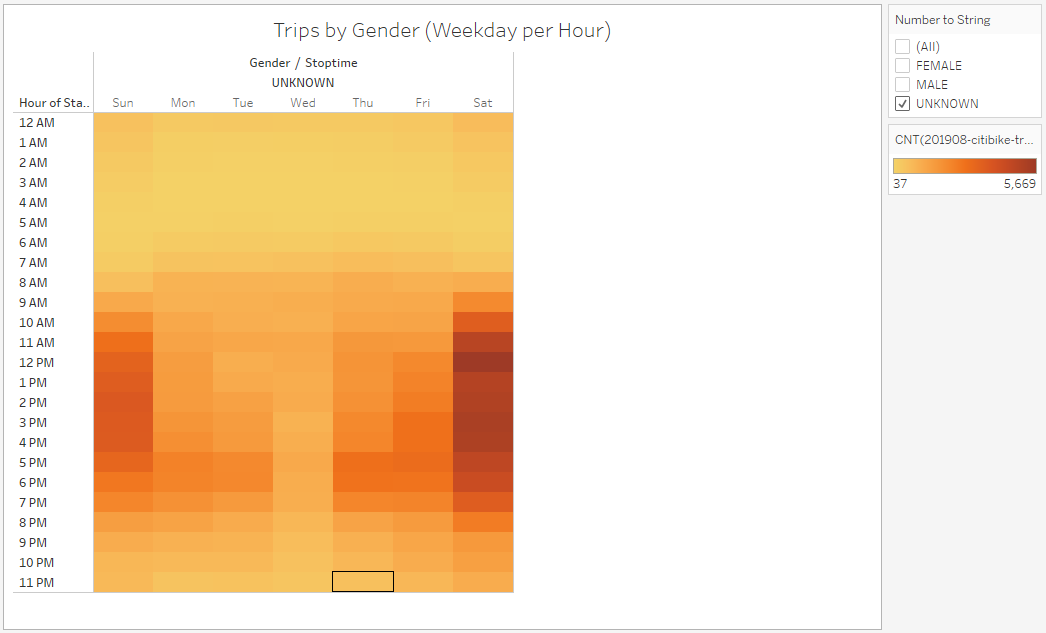 Trips by Gender (Weekday per Hour)
Gender / Stoptime
UNKNOWN
Hour of Sta.. Sun Mon Tue Wed Thu Fri Sat
12 AM
1 AM
2 AM
3 AM
4 AM
5 AM
6 AM
7 AM
8 AM
9 AM
10 AM
11 AM
12 PM
1 PM
2 PM
3 PM
4 PM
5 PM
6 PM
7 PM
8 PM
9 PM
10 PM
11 PM
Number to String
(All)
FEMALE
MALE
UNKNOWN
CNT(201908-citibike-tr...
37 5,669